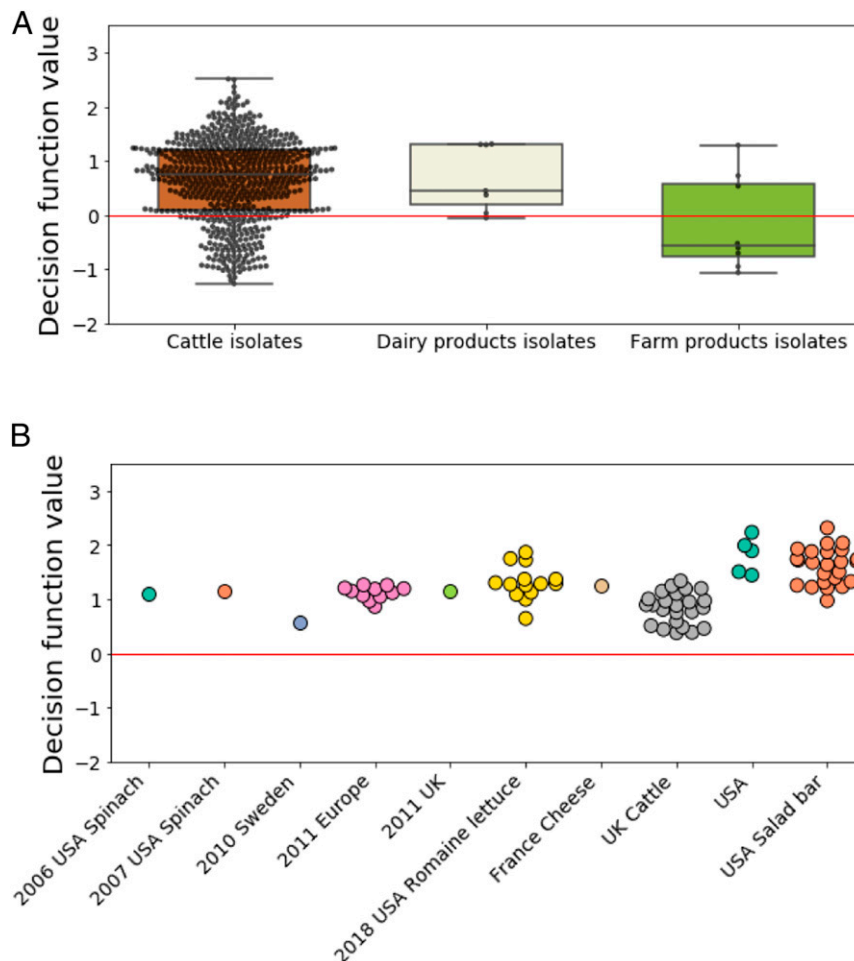 A
Decision function value
3
2
1
0
−1
−2
Cattle isolates
Dairy products isolates
Farm products isolates
B
Decision function value
3
2
1
0
−1
−2
2006 USA Spinach
2007 USA Spinach
2010 Sweden
2011 Europe
2011 UK
2018 USA Romaine lettuce
France Cheese
UK Cattle
USA
USA Salad bar